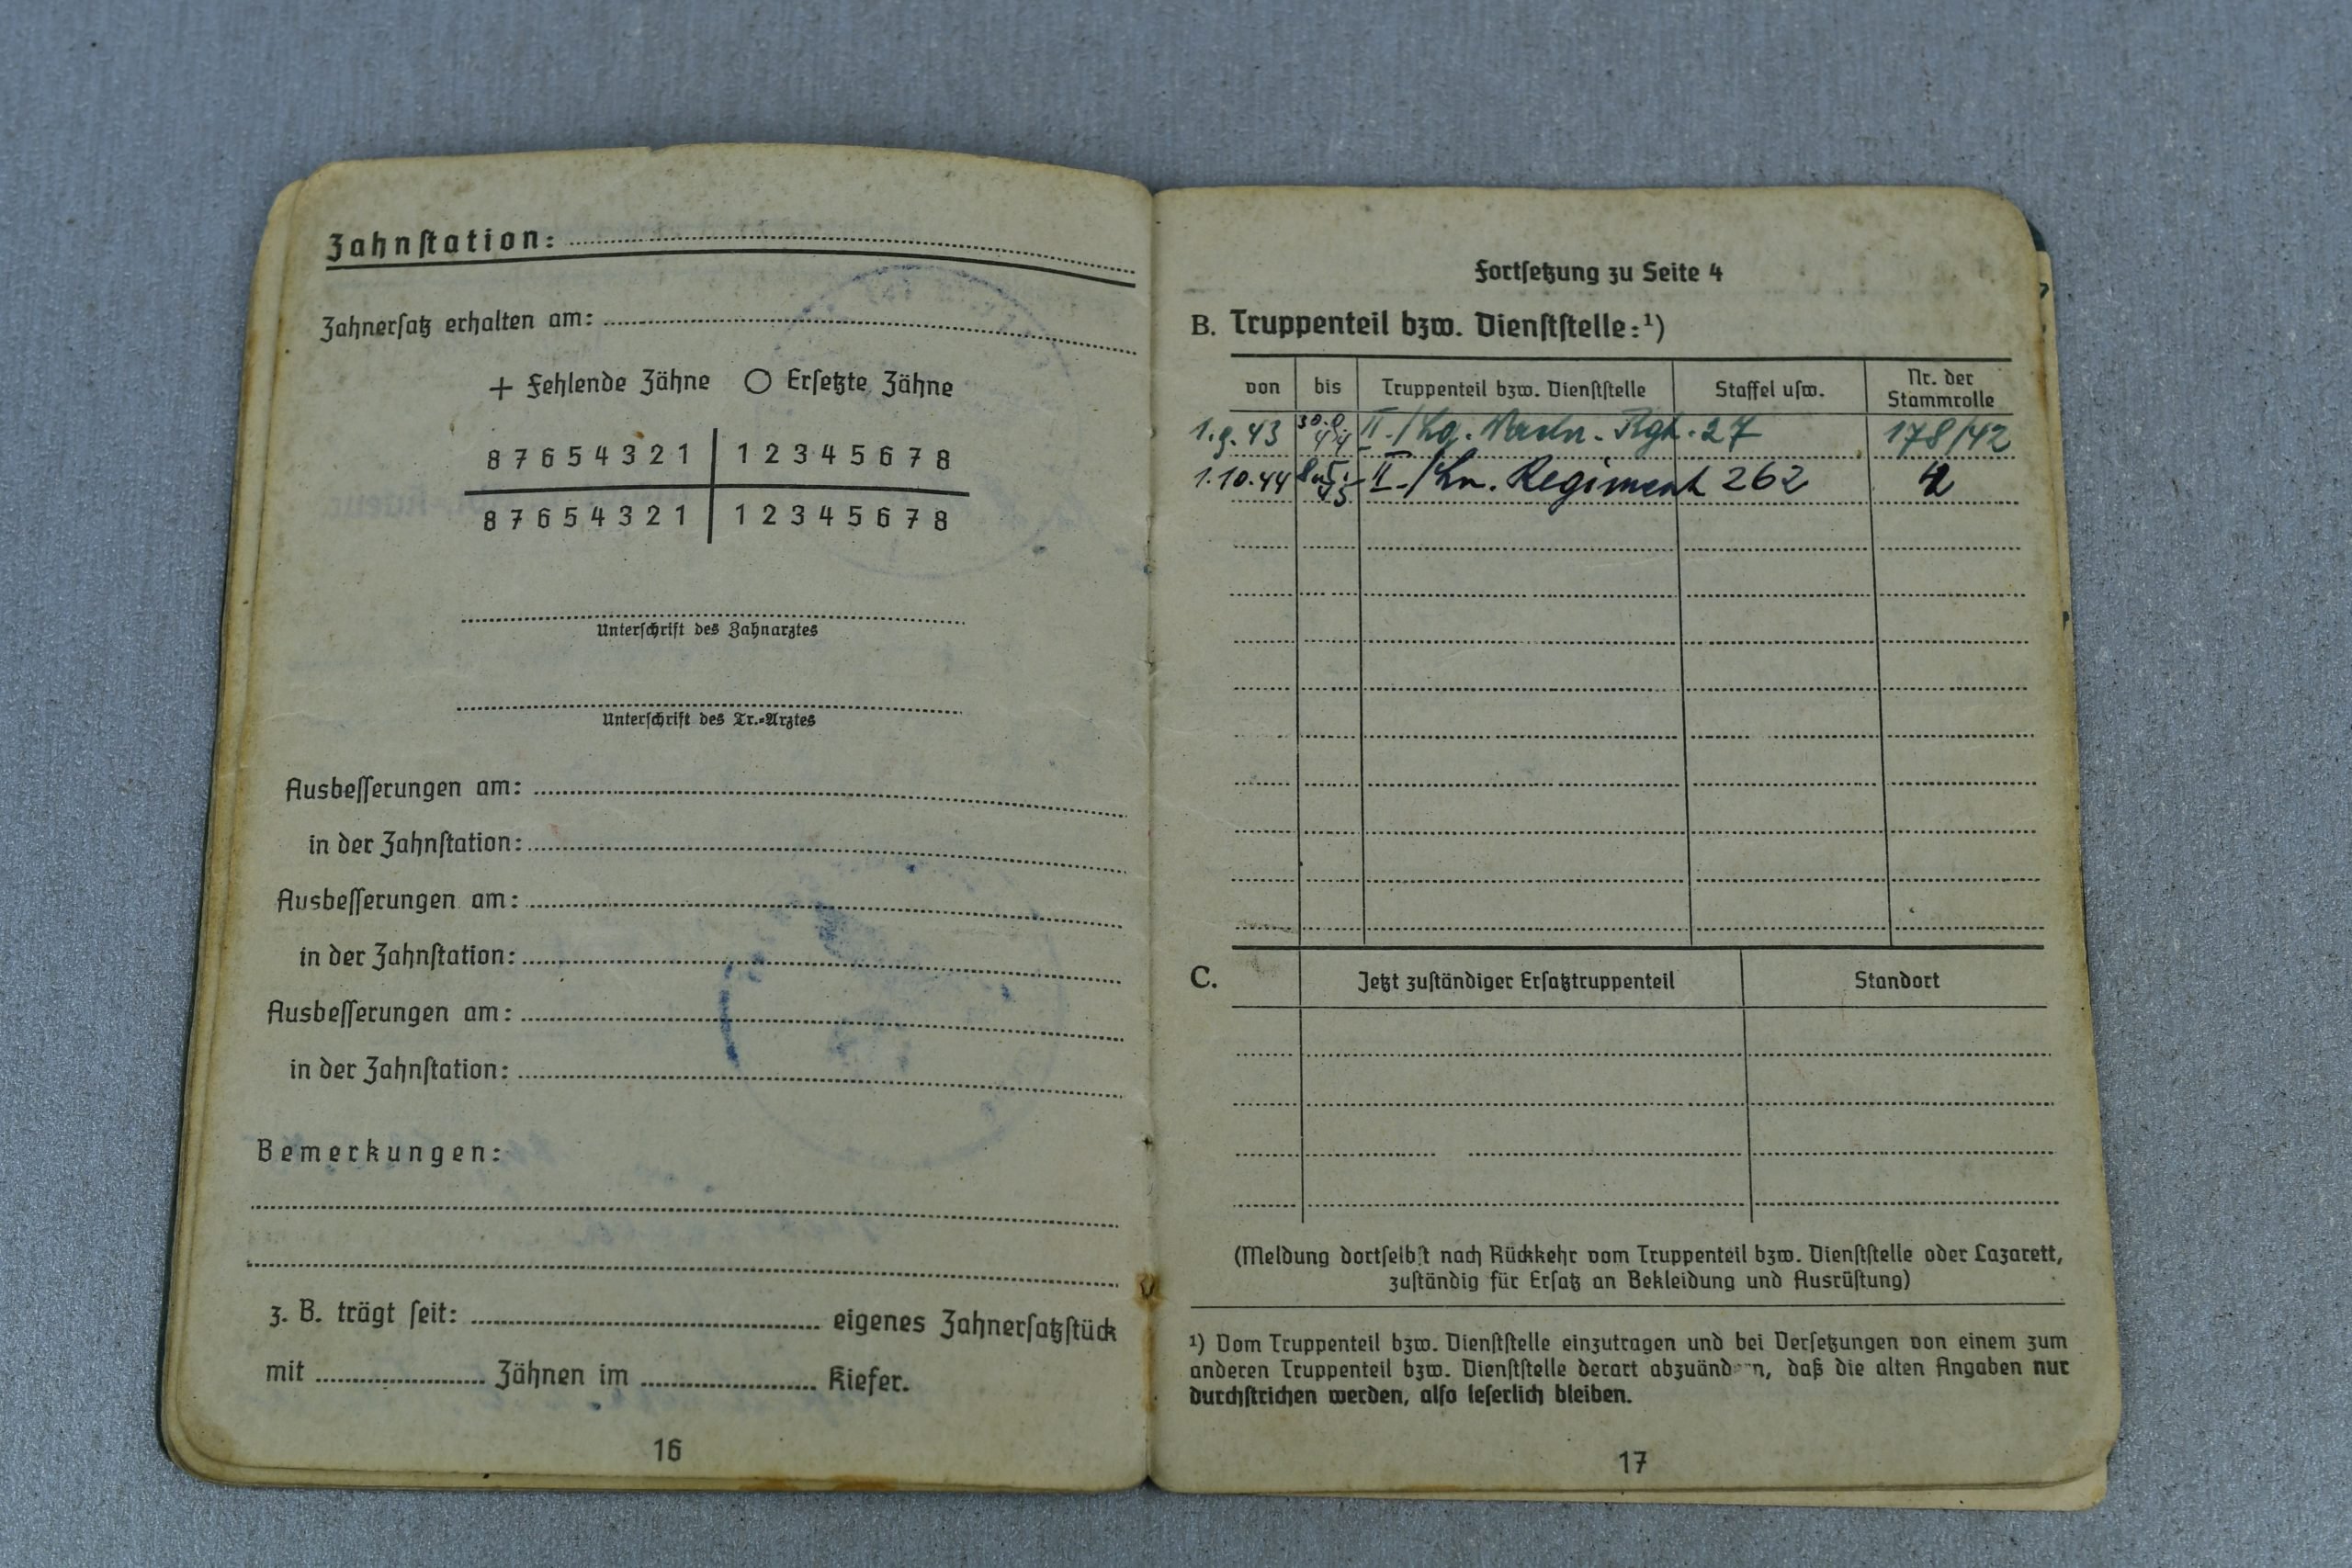 Zahnstation:
Zahnersatz erhalten am:
+ Fehlende Zähne ○ Ersetzte Zähne
8 7 6 5 4 3 2 1 | 1 2 3 4 5 6 7 8
8 7 6 5 4 3 2 1 | 1 2 3 4 5 6 7 8
Unterschrift des Zahnarztes
Unterschrift des Tr.-Arztes
Ausbesserungen am:
in der Zahnstation:
Ausbesserungen am:
in der Zahnstation:
Ausbesserungen am:
in der Zahnstation:
Bemerkungen:
z. B. trägt seit: eigenes Zahnersatzstück
mit Zähnen im Kiefer.
16
Fortsetzung zu Seite 4
B. Truppenteil bzw. Dienststelle:¹)
von bis Truppenteil bzw. Dienststelle Staffel usw. Nr. der Stammrolle
1.9.43 II./Lg. Rgt. 27 178/42
1.10.44 II./Ln. Regiment 262
C. Jetzt zuständiger Ersatztruppenteil Standort
(Meldung dortselbst nach Rückkehr vom Truppenteil bzw. Dienststelle oder Lazarett,
zuständig für Ersatz an Bekleidung und Ausrüstung)
¹) Vom Truppenteil bzw. Dienststelle einzutragen und bei Versetzungen von einem zum
anderen Truppenteil bzw. Dienststelle derart abzuändern, daß die alten Angaben nur
durchstrichen werden, also leserlich bleiben.
17